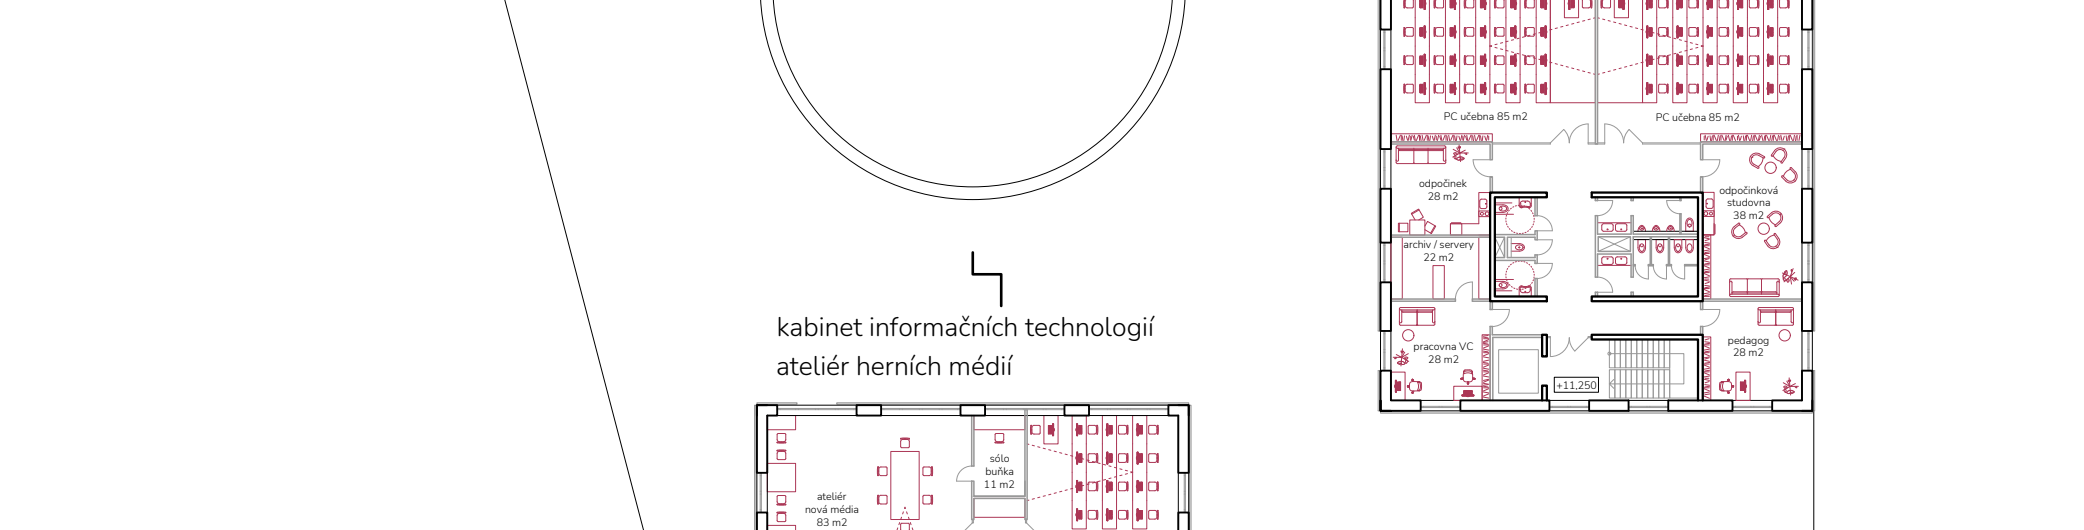 PC učebna 85 m2
PC učebna 85 m2
odpočinek
28 m2
odpočinková
studovna
38 m2
archiv / servery
22 m2
kabinet informačních technologií
ateliér herních médií
pracovna VC
28 m2
pedagog
28 m2
+11,250
sólo
buňka
11 m2
ateliér
nová média
83 m2